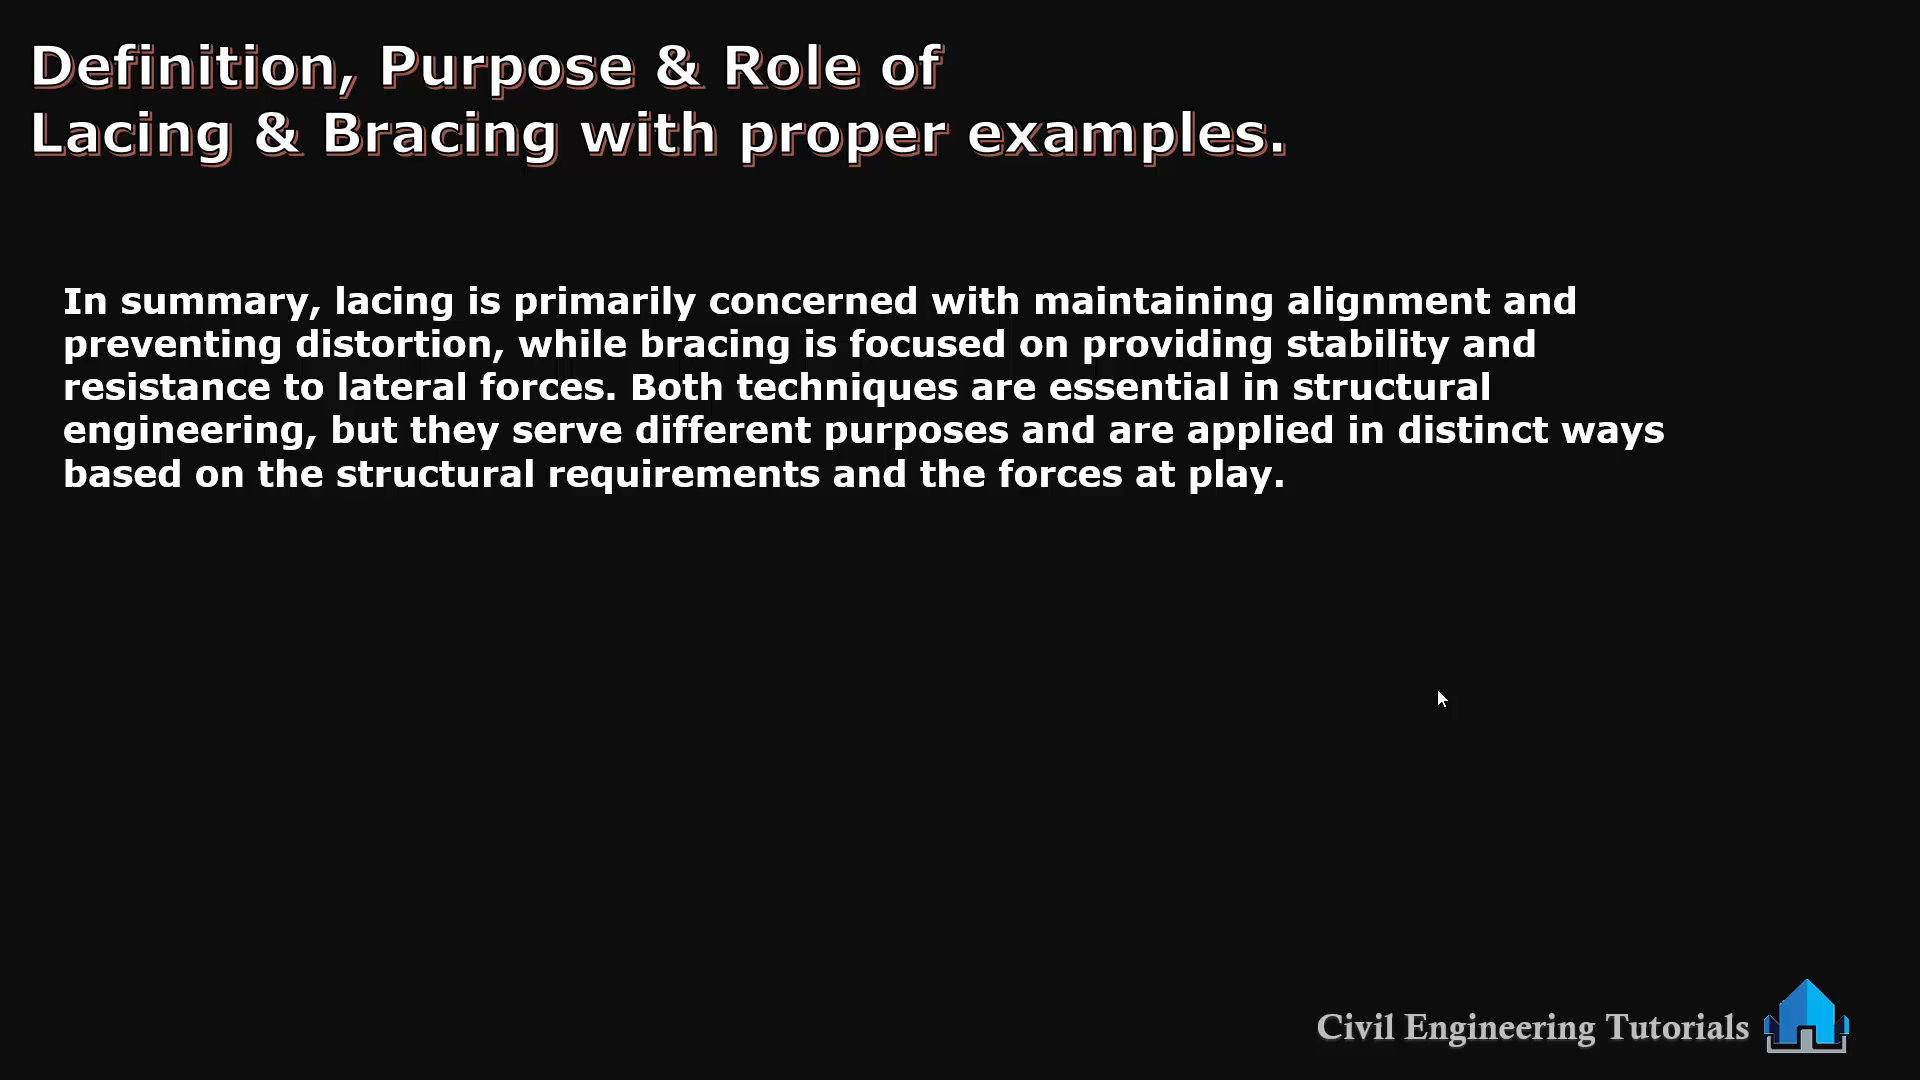 Definition, Purpose & Role of
Lacing & Bracing with proper examples.
In summary, lacing is primarily concerned with maintaining alignment and
preventing distortion, while bracing is focused on providing stability and
resistance to lateral forces. Both techniques are essential in structural
engineering, but they serve different purposes and are applied in distinct ways
based on the structural requirements and the forces at play.
Civil Engineering Tutorials